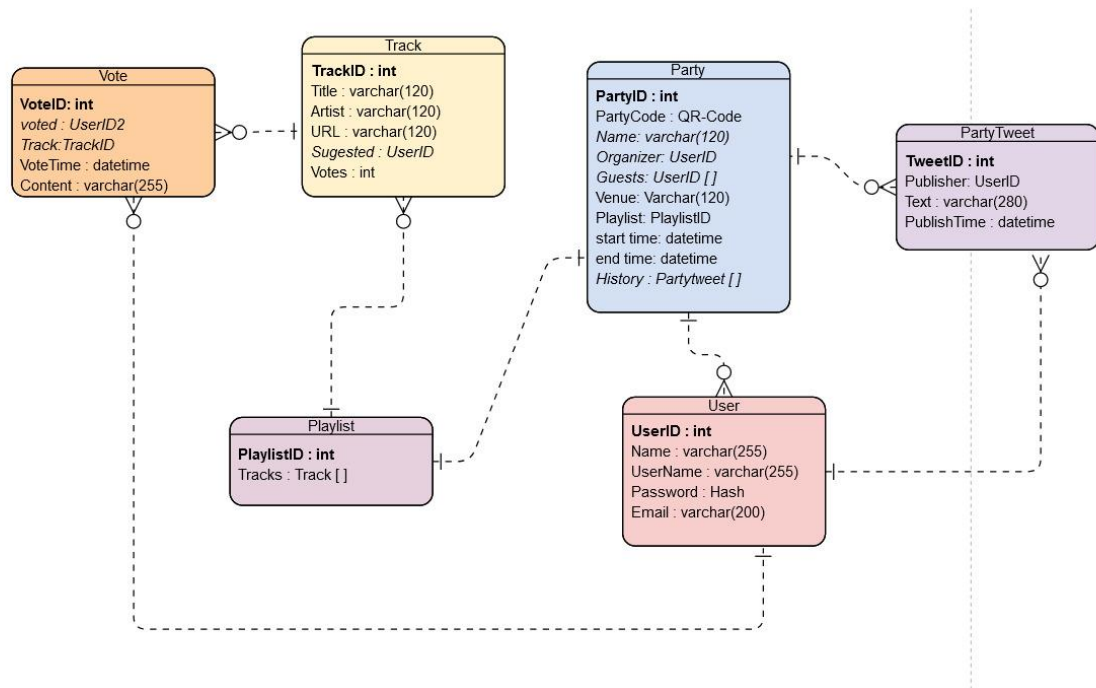 Vote
VoteID: int
voted : UserID2
Track:TrackID
VoteTime : datetime
Content : varchar(255)
Track
TrackID : int
Title : varchar(120)
Artist : varchar(120)
URL : varchar(120)
Sugested : UserID
Votes : int
Party
PartyID : int
PartyCode : QR-Code
Name: varchar(120)
Organizer: UserID
Guests: UserID [ ]
Venue: Varchar(120)
Playlist: PlaylistID
start time: datetime
end time: datetime
History : Partytweet [ ]
PartyTweet
TweetID : int
Publisher: UserID
Text : varchar(280)
PublishTime : datetime
Playlist
PlaylistID : int
Tracks : Track [ ]
User
UserID : int
Name : varchar(255)
UserName : varchar(255)
Password : Hash
Email : varchar(200)